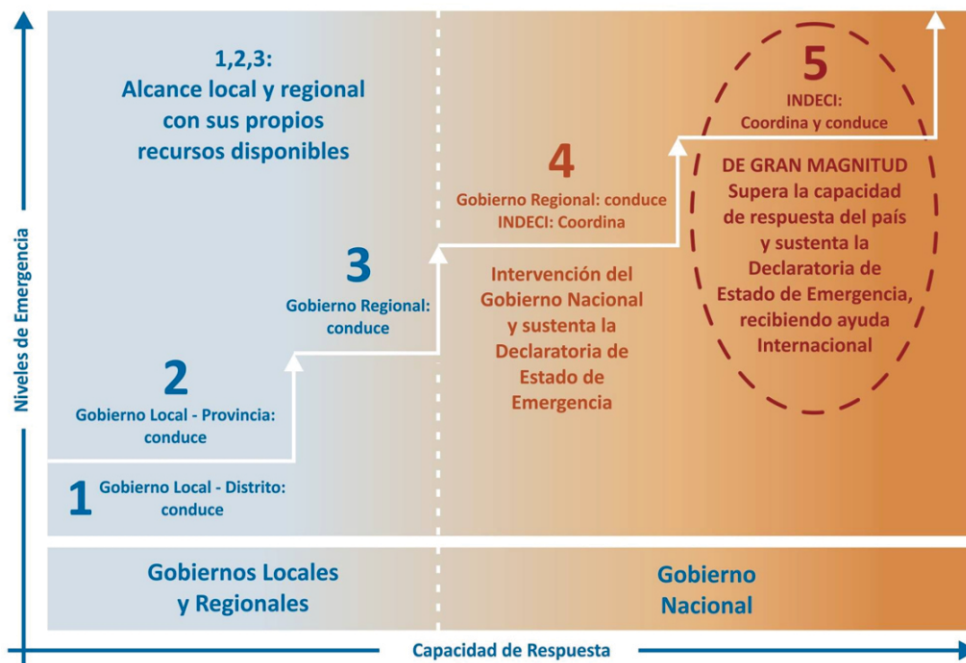 Niveles de Emergencia
1,2,3:
Alcance local y regional
con sus propios
recursos disponibles
5
INDECI:
Coordina y conduce
DE GRAN MAGNITUD
Supera la capacidad
de respuesta del país
y sustenta la
Declaratoria de
Estado de Emergencia,
recibiendo ayuda
Internacional
4
Gobierno Regional: conduce
INDECI: Coordina
Intervención del
Gobierno Nacional
y sustenta la
Declaratoria de
Estado de
Emergencia
3
Gobierno Regional:
conduce
2
Gobierno Local - Provincia:
conduce
1
Gobierno Local - Distrito:
conduce
Gobiernos Locales
y Regionales
Gobierno
Nacional
Capacidad de Respuesta